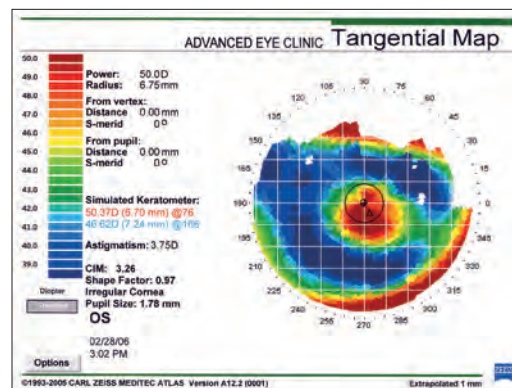 ADVANCED EYE CLINIC Tangential Map
50.0
49.0
48.0
47.0
46.0
45.0
44.0
43.0
42.0
41.0
40.0
39.0
Diopter
Power: 50.0D
Radius: 6.75mm
From vertex:
Distance 0.00mm
S-merid 0º
From pupil:
Distance 0.00mm
S-merid 0º
Simulated Keratometer:
50.37D (6.70 mm) @76
46.62D (7.24 mm) @166
Astigmatism: 3.75D
CIM: 3.26
Shape Factor: 0.97
Irregular Cornea
Pupil Size: 1.78 mm
OS
02/28/06
3:02 PM
Options
135
120
105
30
75
60
45
150
30
165
15
180
0
195
345
210
330
225
315
240
255
270
285
300
©1993-2005 CARL ZEISS MEDITEC ATLAS Version A12.2 (0001)
Extrapolated 1 mm